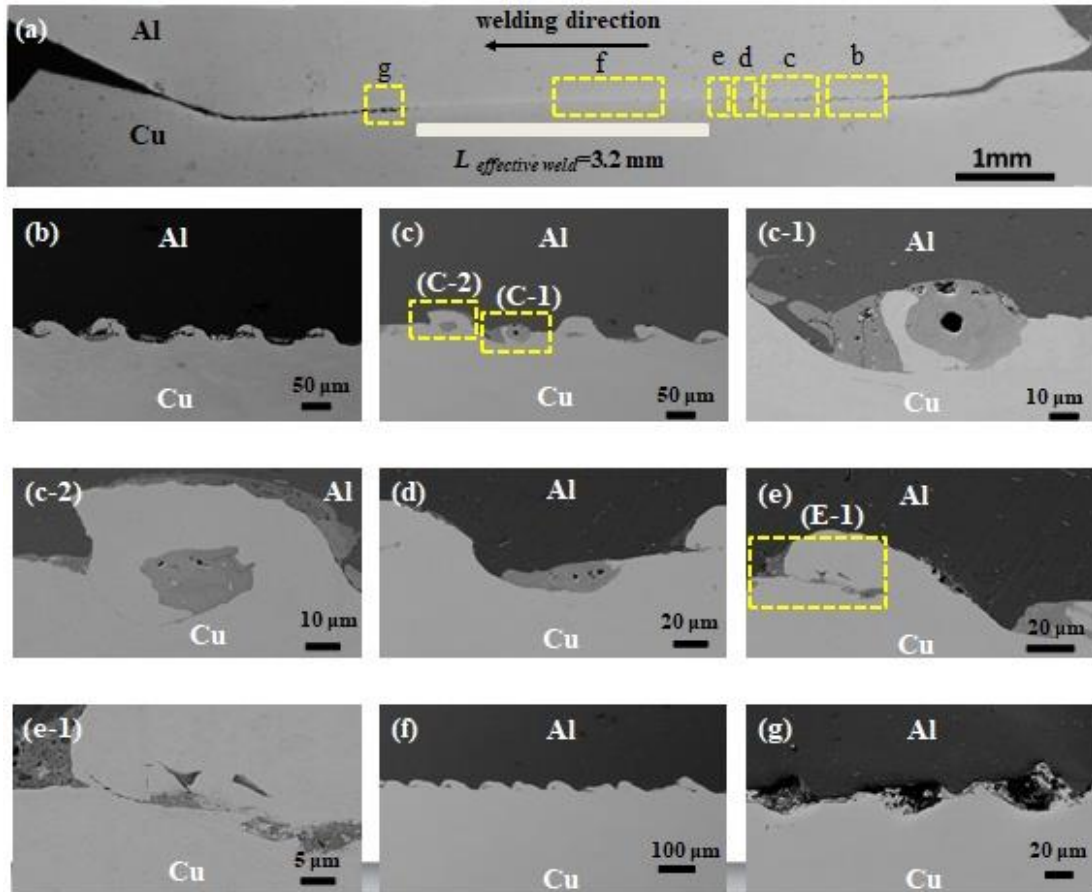 (a)
Al
welding direction
g
f
e
d
c
b
Cu
L effective weld=3.2 mm
1mm
(b)
Al
Cu
50 µm
(c)
Al
(C-2)
(C-1)
Cu
50 µm
(c-1)
Al
Cu
10 µm
(c-2)
Al
Cu
10 µm
(d)
Al
Cu
20 µm
(e)
Al
(E-1)
Cu
20 µm
(e-1)
Cu
5 µm
(f)
Al
Cu
100 µm
(g)
Al
Cu
20 µm